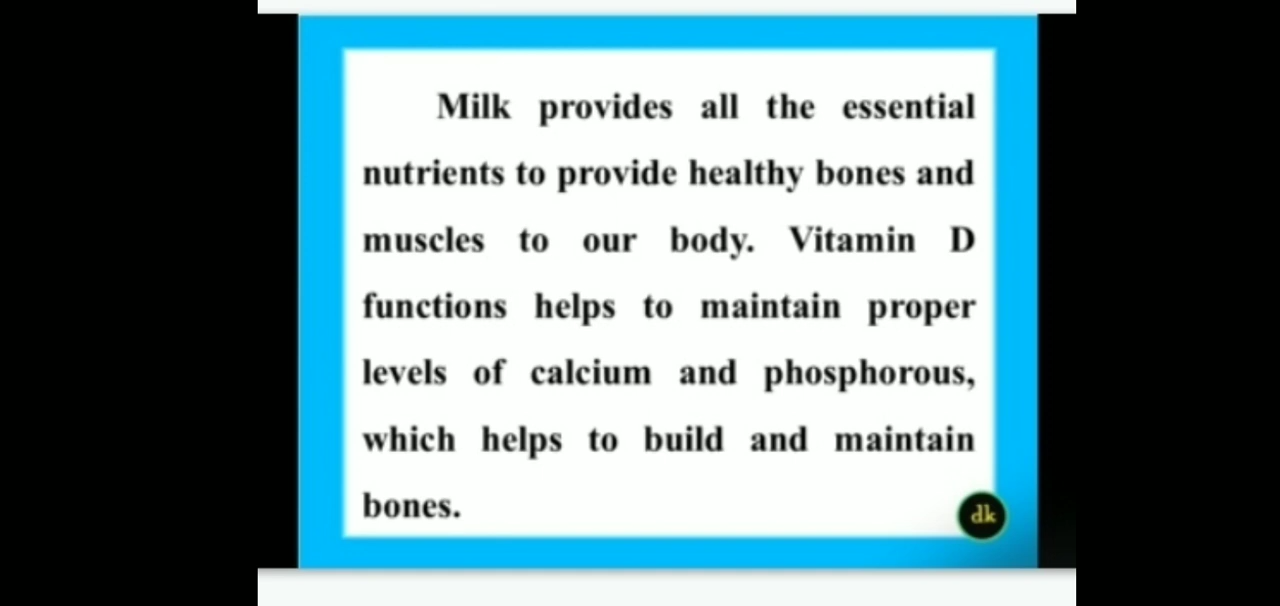 Milk provides all the essential
nutrients to provide healthy bones and
muscles to our body. Vitamin D
functions helps to maintain proper
levels of calcium and phosphorous,
which helps to build and maintain
bones.
dk